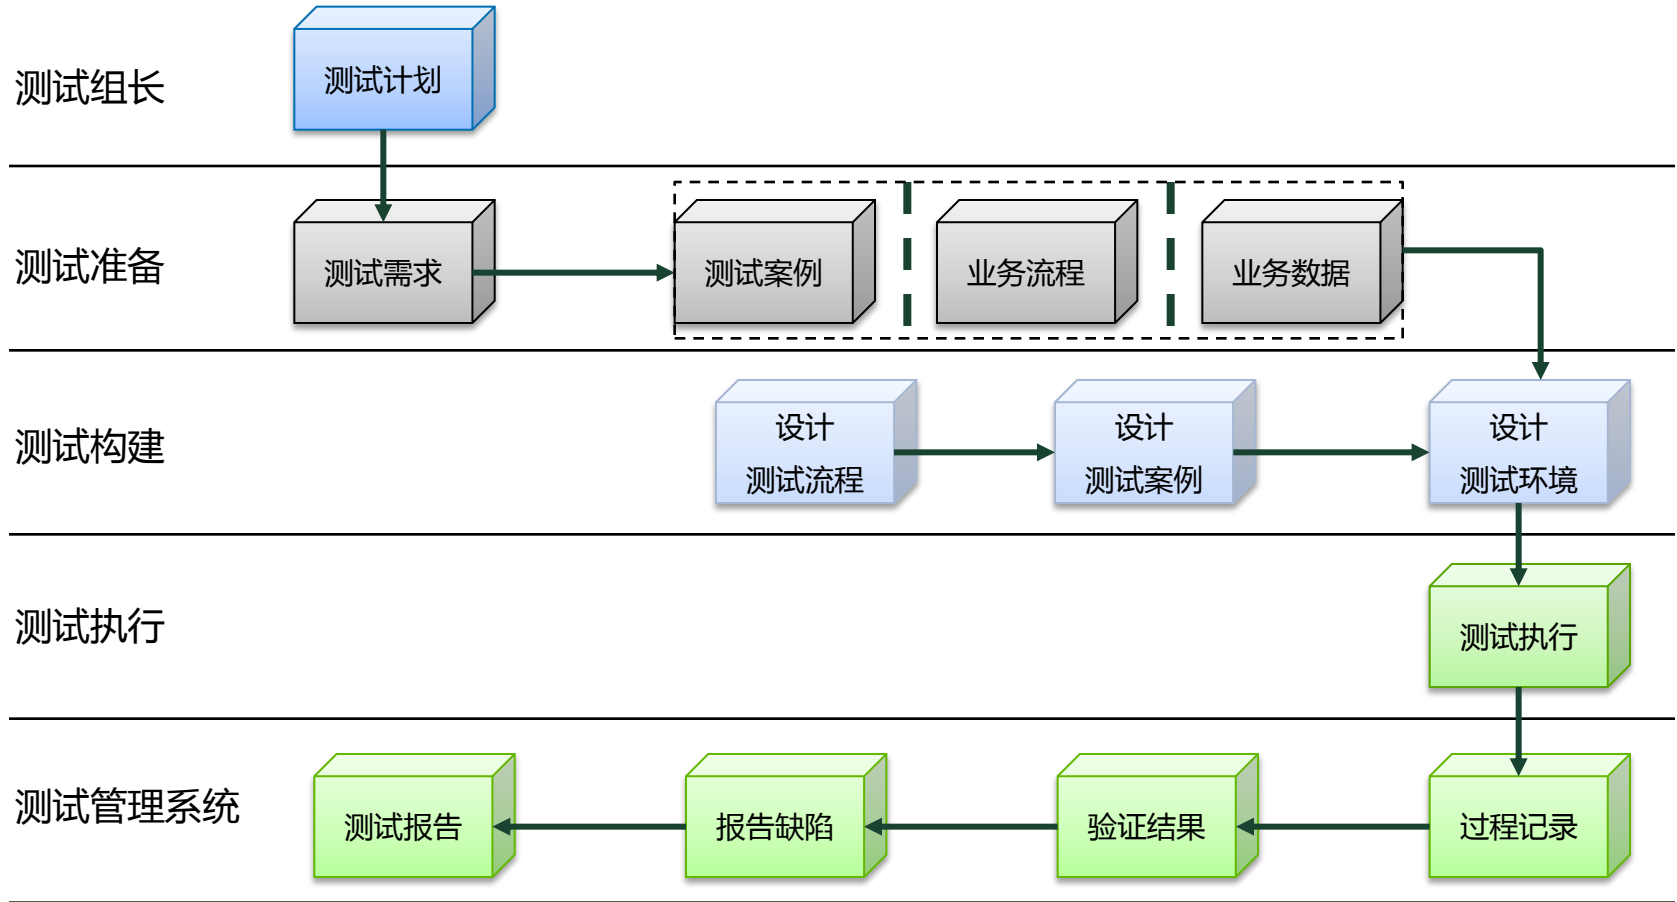 测试组长
测试计划
测试准备
测试需求
测试案例
业务流程
业务数据
测试构建
设计
测试流程
设计
测试案例
设计
测试环境
测试执行
测试执行
测试管理系统
测试报告
报告缺陷
验证结果
过程记录